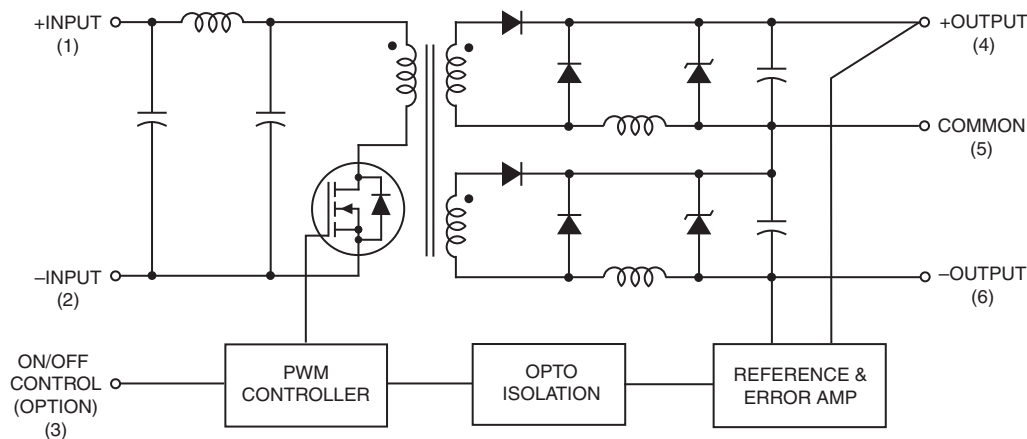 +INPUT
(1)
+OUTPUT
(4)
COMMON
(5)
–INPUT
(2)
–OUTPUT
(6)
ON/OFF
CONTROL
(OPTION)
(3)
PWM
CONTROLLER
OPTO
ISOLATION
REFERENCE &
ERROR AMP